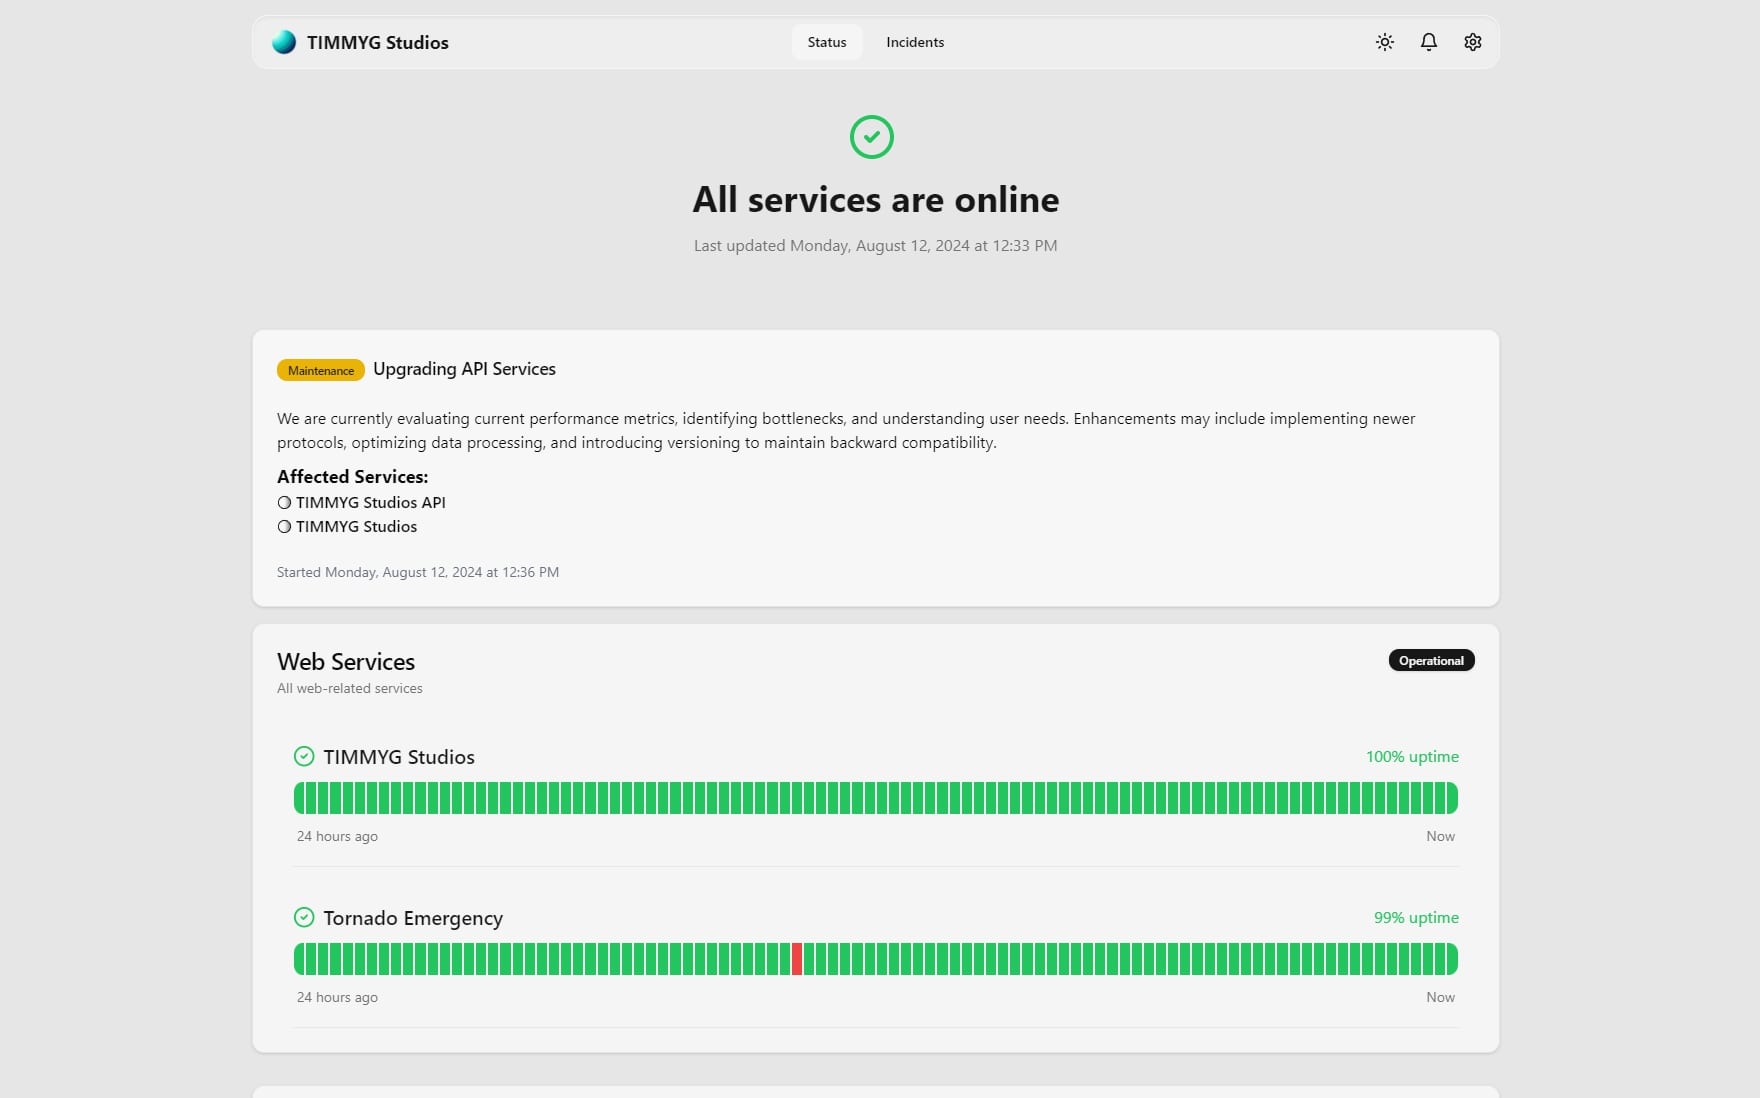 TIMMYG Studios
Status
Incidents
All services are online
Last updated Monday, August 12, 2024 at 12:33 PM
Maintenance Upgrading API Services
We are currently evaluating current performance metrics, identifying bottlenecks, and understanding user needs. Enhancements may include implementing newer
protocols, optimizing data processing, and introducing versioning to maintain backward compatibility.
Affected Services:
TIMMYG Studios API
TIMMYG Studios
Started Monday, August 12, 2024 at 12:36 PM
Web Services
Operational
All web-related services
TIMMYG Studios
100% uptime
24 hours ago
Now
Tornado Emergency
99% uptime
24 hours ago
Now